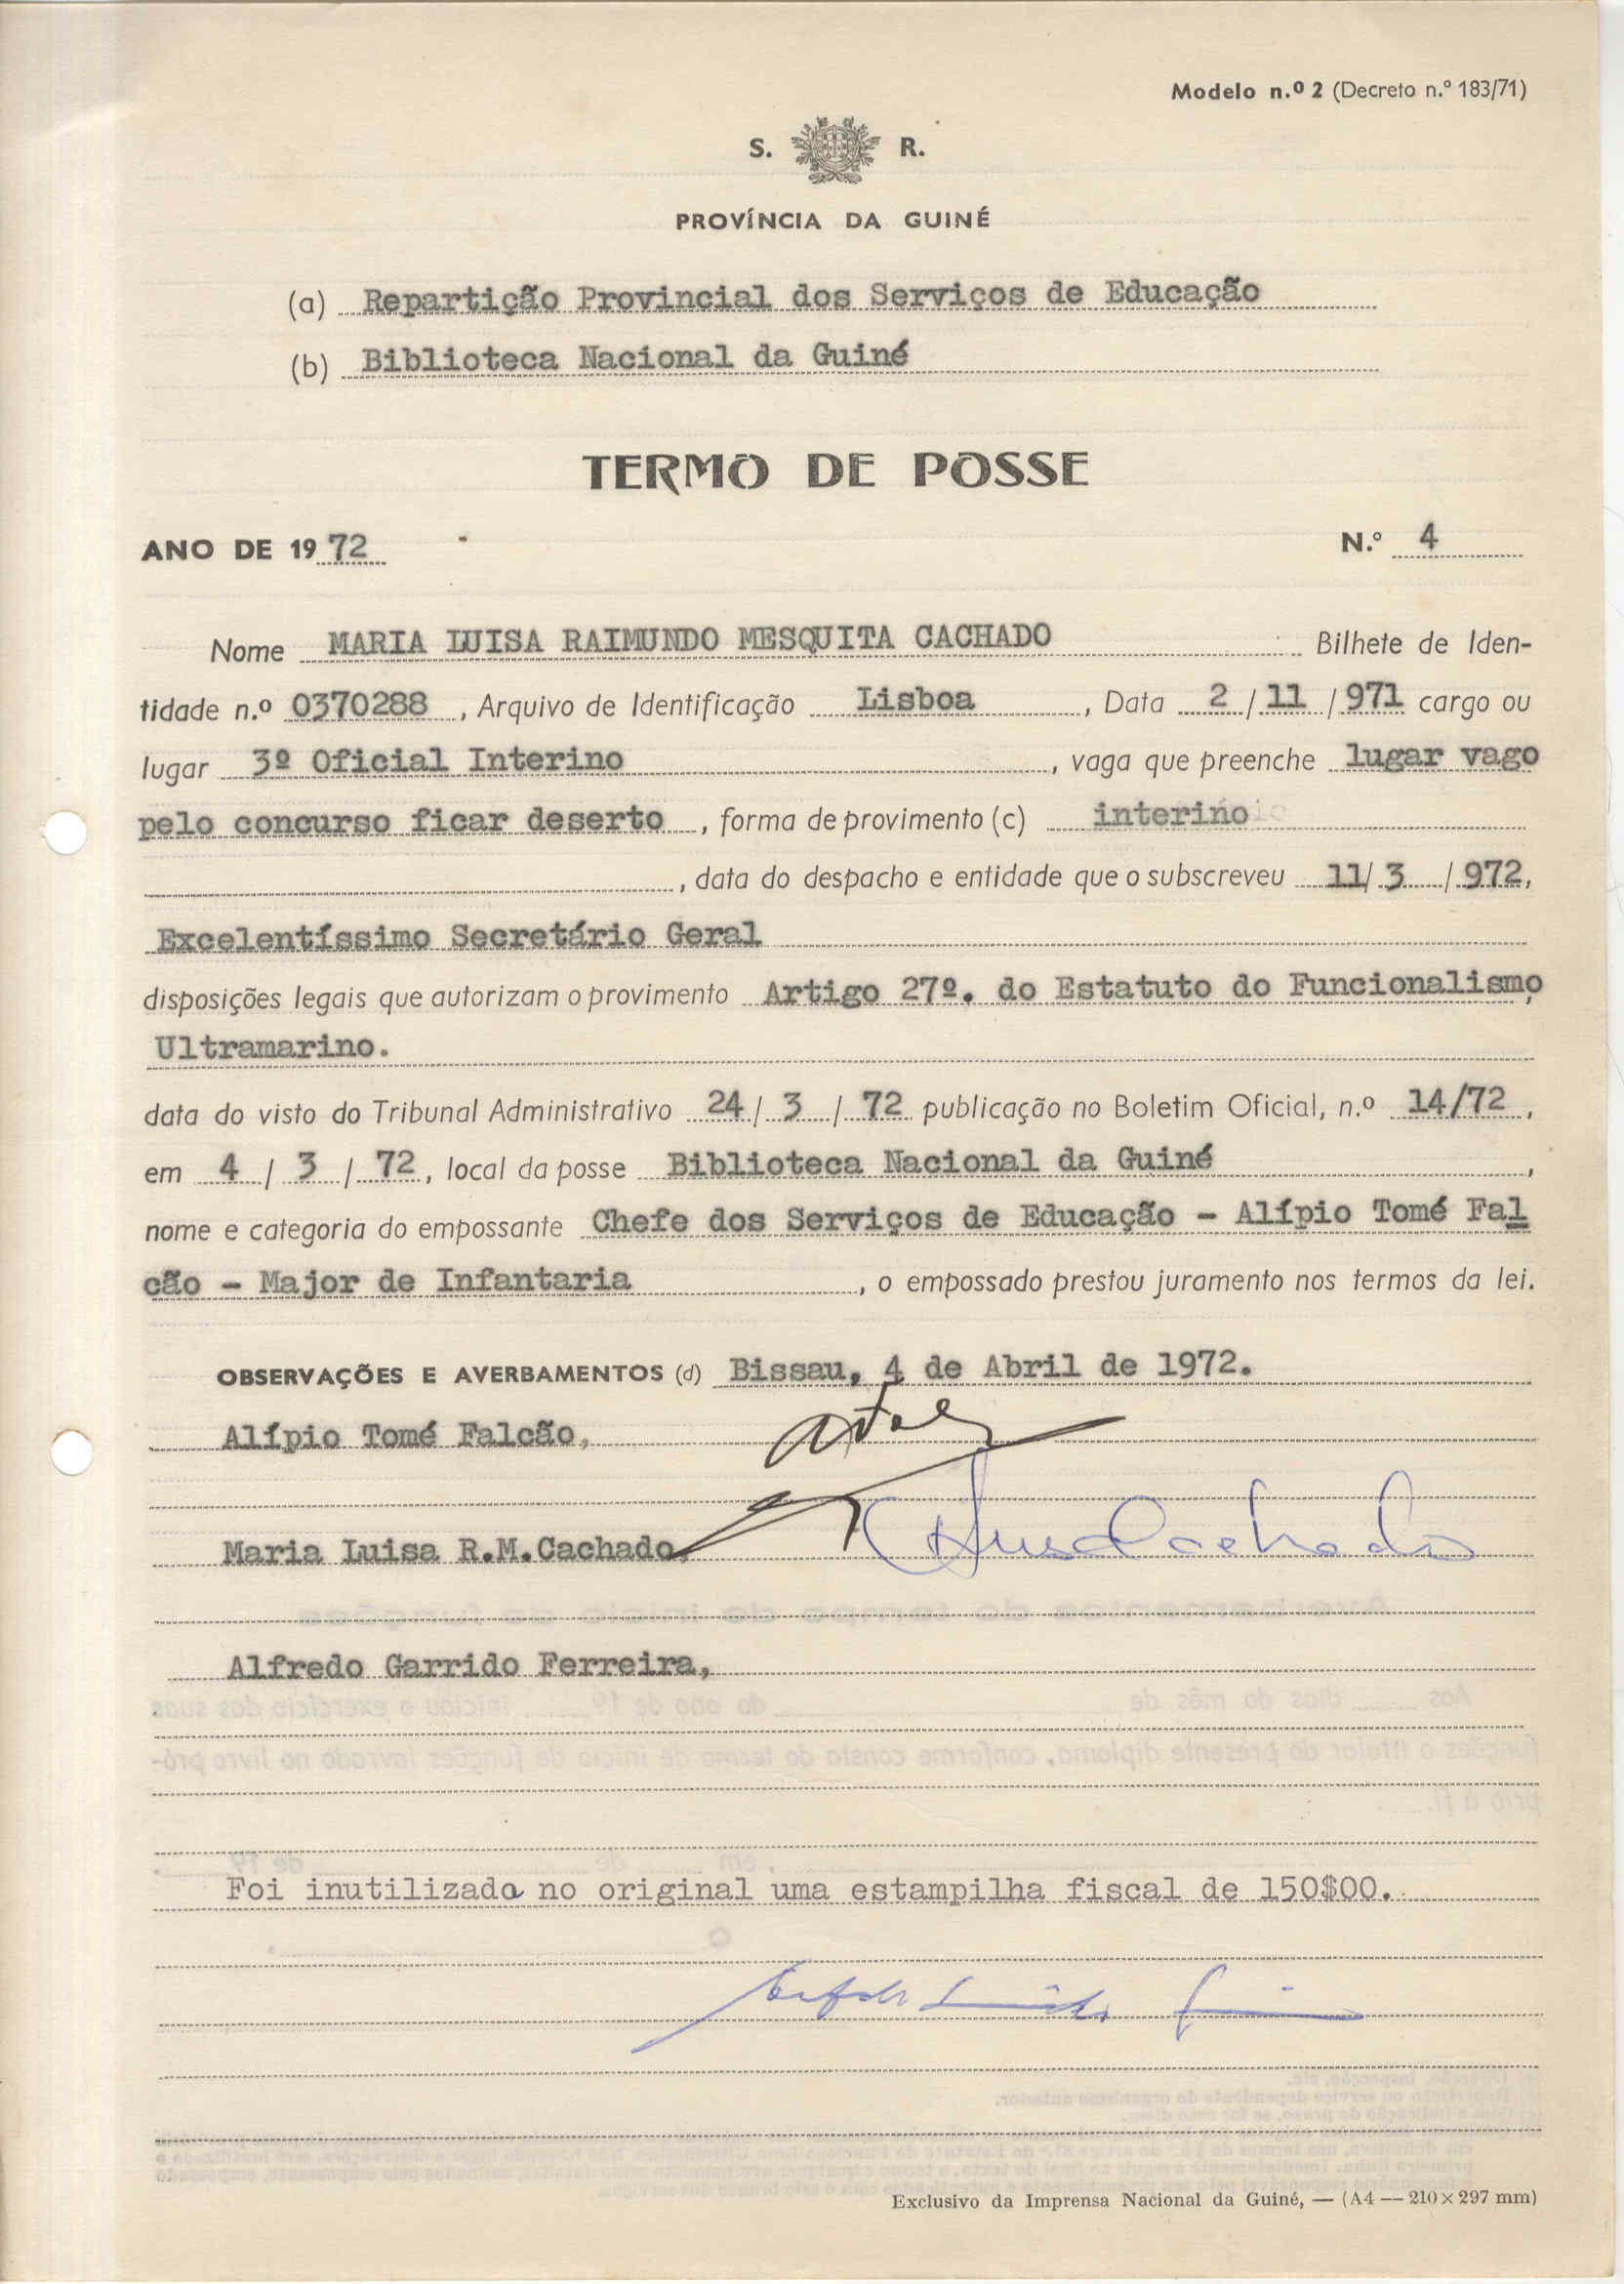 Modelo n.º 2 (Decreto n.º 183/71)
S. R.
PROVÍNCIA DA GUINÉ
(a) Repartição Provincial dos Serviços de Educação
(b) Biblioteca Nacional da Guiné
TERMO DE POSSE
ANO DE 1972 N.º 4
Nome MARIA LUISA RAIMUNDO MESQUITA CACHADO Bilhete de Iden-
tidade n.º 0370288, Arquivo de Identificação Lisboa, Data 2/11/971 cargo ou
lugar 3º Oficial Interino, vaga que preenche lugar vago
pelo concurso ficar deserto, forma de provimento (c) interino
, data do despacho e entidade que o subscreveu 11/3/972,
Excelentíssimo Secretário Geral
disposições legais que autorizam o provimento Artigo 27º. do Estatuto do Funcionalismo,
Ultramarino.
data do visto do Tribunal Administrativo 24/3/72 publicação no Boletim Oficial, n.º 14/72,
em 4/3/72, local da posse Biblioteca Nacional da Guiné,
nome e categoria do empossante Chefe dos Serviços de Educação - Alípio Tomé Fal
cão - Major de Infantaria, o empossado prestou juramento nos termos da lei.
OBSERVAÇÕES E AVERBAMENTOS (d) Bissau, 4 de Abril de 1972.
Alípio Tomé Falcão,
Maria Luisa R.M.Cachado, Cachado
Alfredo Garrido Ferreira,
Foi inutilizada no original uma estampilha fiscal de 150$00.
Exclusivo da Imprensa Nacional da Guiné, — (A4 — 210×297 mm)